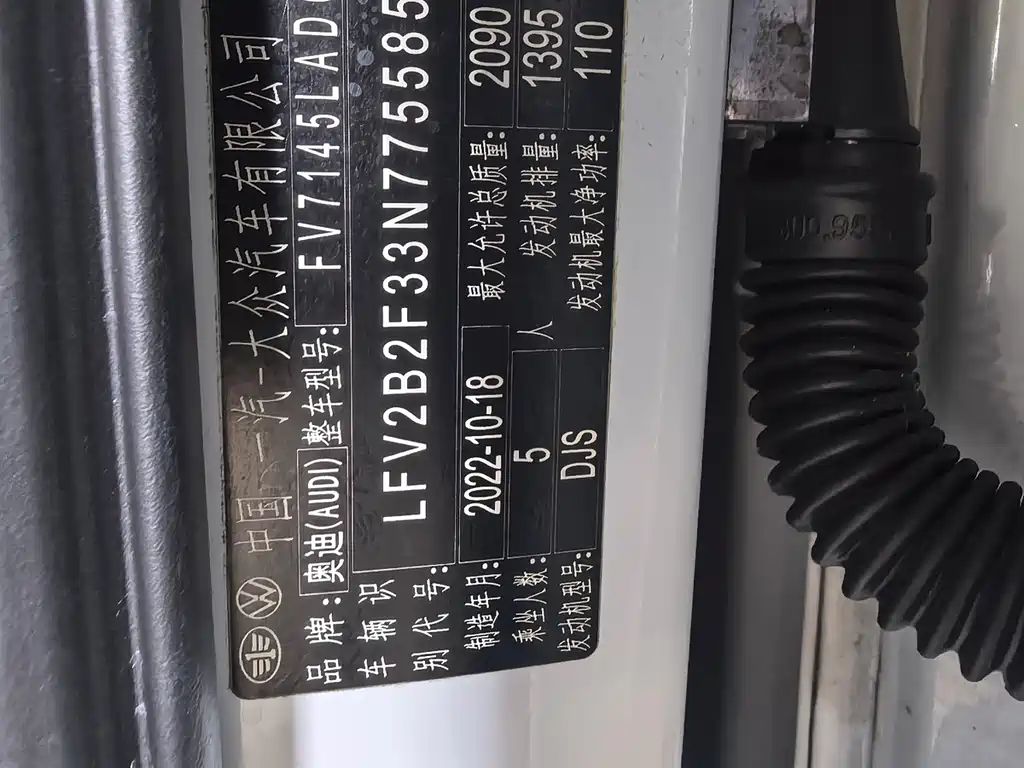 中国·一汽-大众汽车有限公司
品牌:奥迪(AUDI) 整车型号: FV7145LAD
车辆识别代号: LFV2B2F33N775585
制造年月: 2022-10-18 最大允许总质量: 2090
乘坐人数: 5 人 发动机排量: 1395
发动机型号: DJS 发动机最大净功率: 110